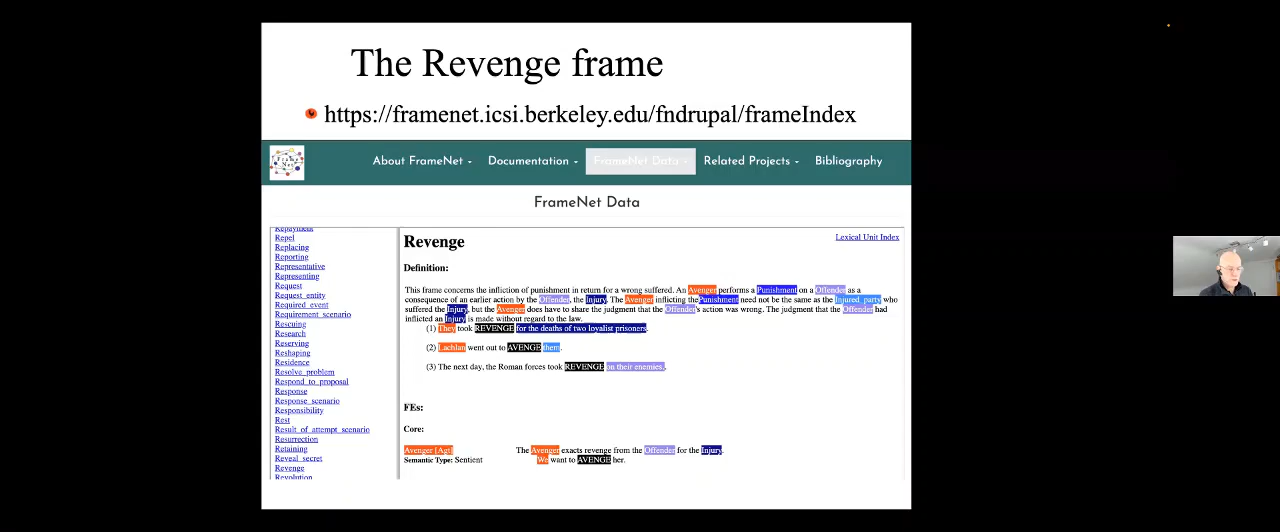 The Revenge frame
https://framenet.icsi.berkeley.edu/fndrupal/frameIndex
Frame
Net
About FrameNet
Documentation
FrameNet Data
Related Projects
Bibliography
FrameNet Data
Repayment
Repel
Replacing
Reporting
Representative
Representing
Request
Request_entity
Required_event
Requirement_scenario
Rescuing
Research
Reserving
Reshaping
Residence
Resolve_problem
Respond_to_proposal
Response
Response_scenario
Responsibility
Rest
Result_of_attempt_scenario
Resurrection
Retaining
Reveal_secret
Revenge
Revolution
Revenge
Lexical Unit Index
Definition:
This frame concerns the infliction of punishment in return for a wrong suffered. An Avenger performs a Punishment on a Offender as a
consequence of an earlier action by the Offender, the Injury. The Avenger inflicting the Punishment need not be the same as the Injured_party who
suffered the Injury, but the Avenger does have to share the judgment that the Offender's action was wrong. The judgment that the Offender had
inflicted an Injury is made without regard to the law.
(1) They took REVENGE for the deaths of two loyalist prisoners.
(2) Lachlan went out to AVENGE them.
(3) The next day, the Roman forces took REVENGE on their enemies.
FEs:
Core:
Avenger [Agt]
The Avenger exacts revenge from the Offender for the Injury.
Semantic Type: Sentient
We want to AVENGE her.